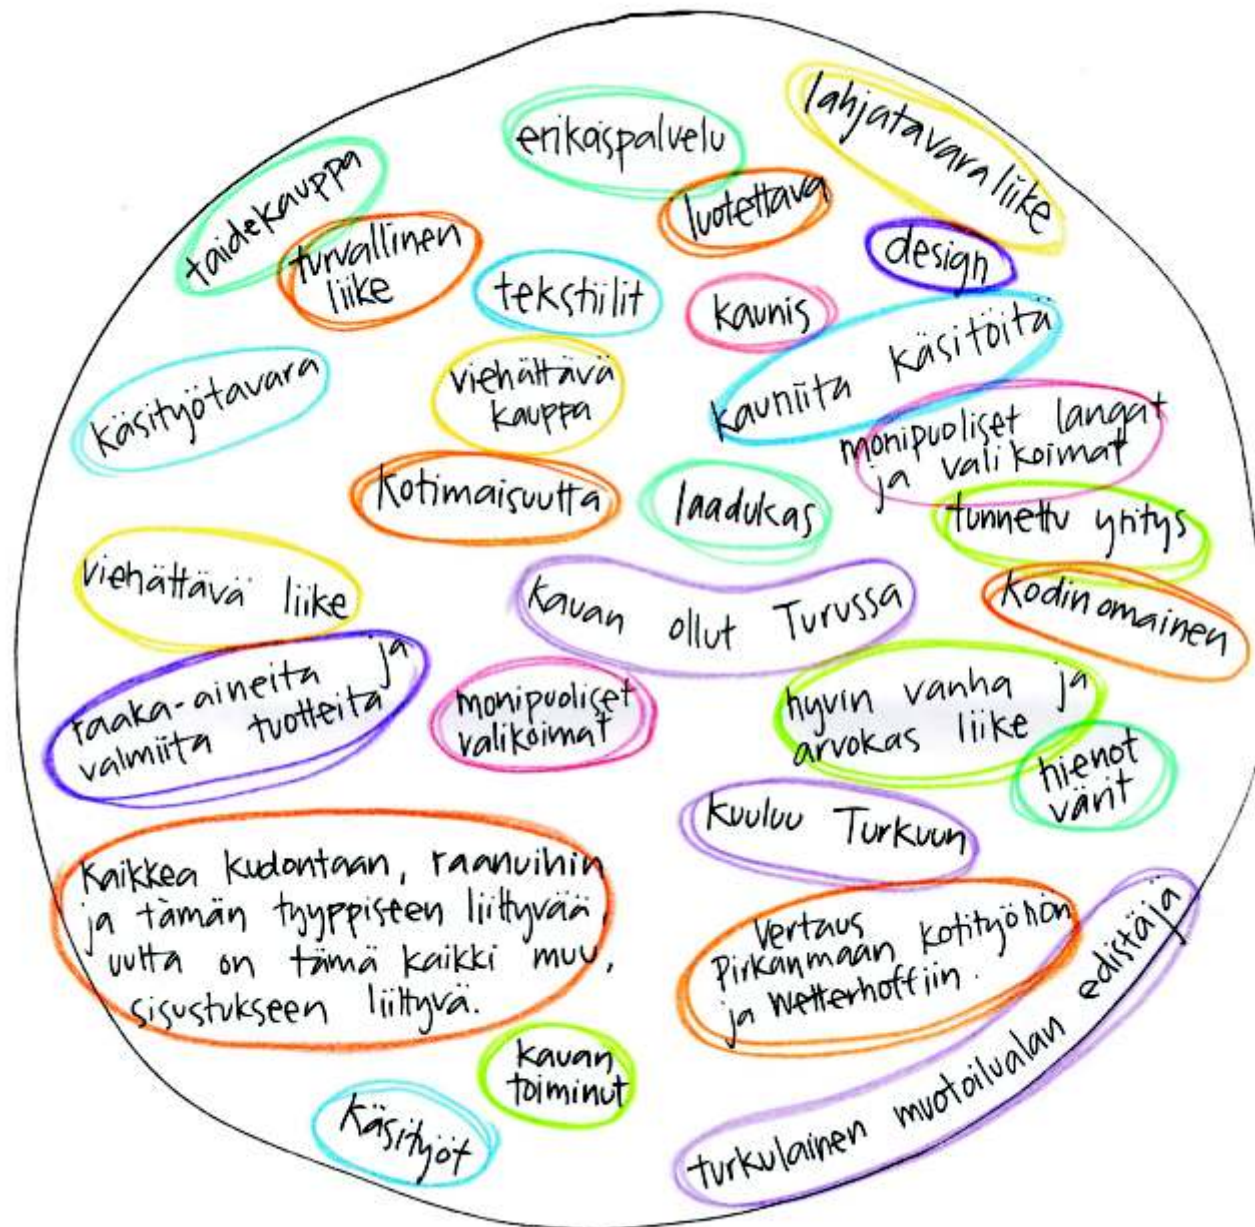 erikoispalvelu
lahjatavaraliike
taidekauppa
luotettava
turvallinen
liike
design
tekstiilit
kaunis
kauniita käsitöitä
käsityötavara
viehättävä
kauppa
monipuoliset langat
ja valikoimat
kotimaisuutta
laadukas
tunnettu yritys
viehättävä liike
kauan ollut Turussa
kodinomainen
raaka-aineita ja
valmiita tuotteita
monipuoliset
valikoimat
hyvin vanha ja
arvokas liike
hienot
värit
kuuluu Turkuun
kaikkea kudontaan, raanuihin
ja tämän tyyppiseen liittyvää,
uutta on tämä kaikki muu,
sisustukseen liittyvä.
Vertaus
Pirkanmaan kotityöhön
ja Wetterhoffiin.
turkulainen muotoilualan edistäjä
kauan
toiminut
käsityöt